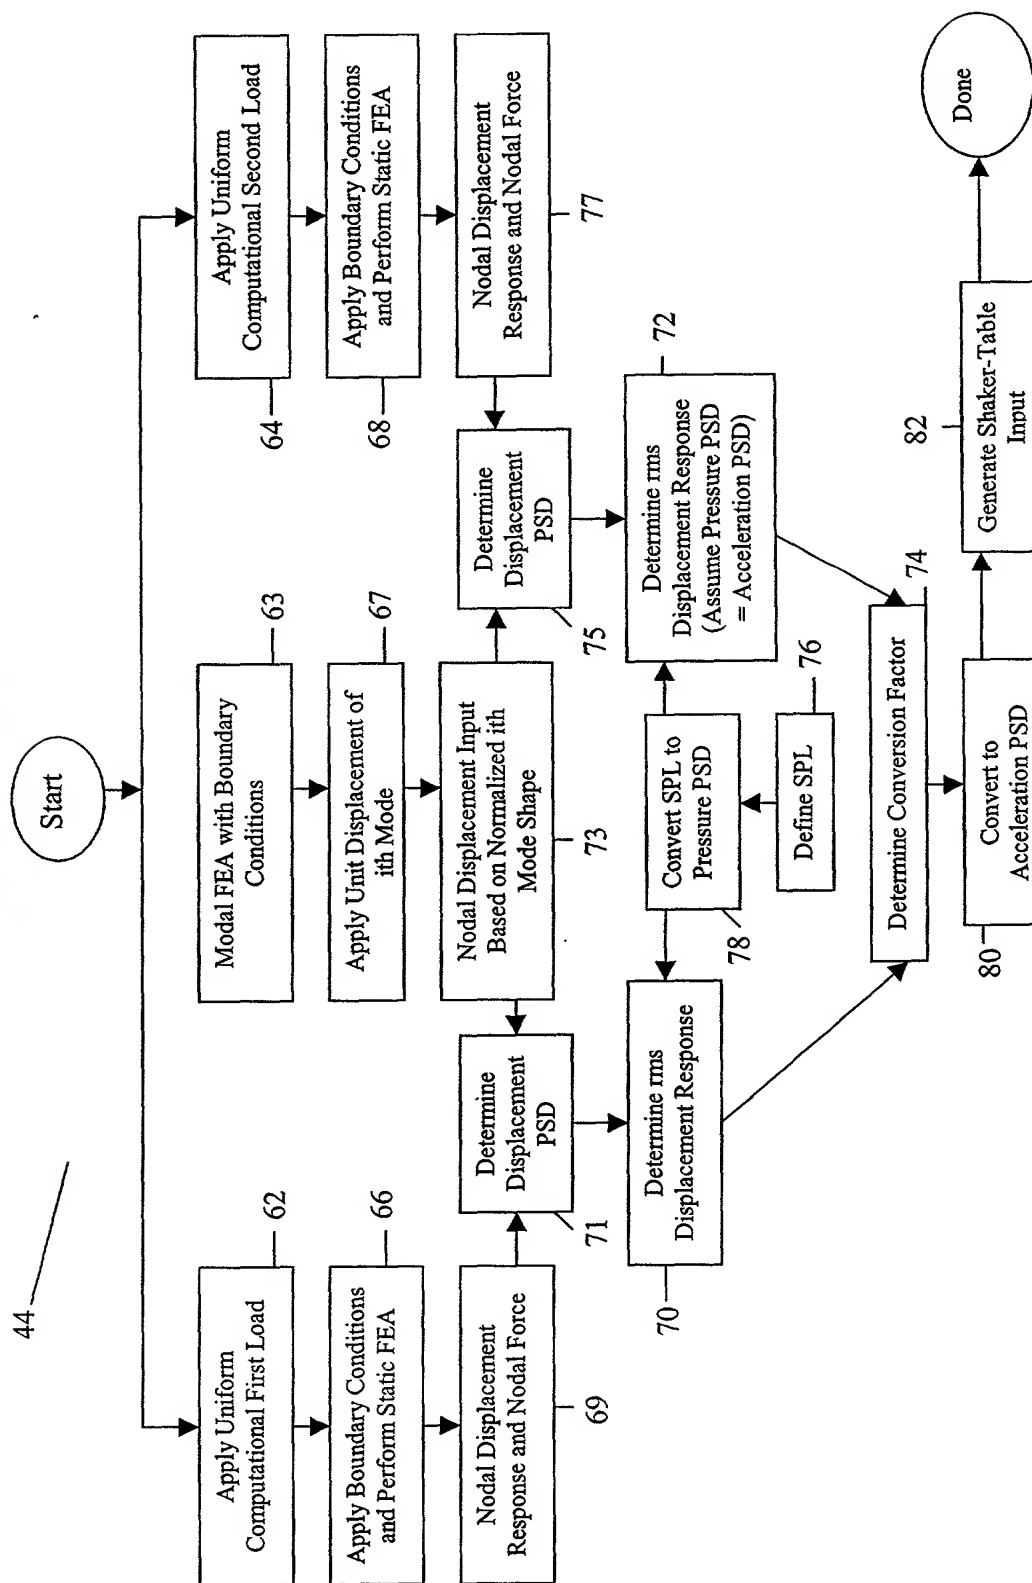 44
Start
Apply Uniform
Computational First Load
62
Modal FEA with Boundary
Conditions
63
Apply Uniform
Computational Second Load
64
Apply Boundary Conditions
and Perform Static FEA
66
Apply Unit Displacement of
ith Mode
67
Apply Boundary Conditions
and Perform Static FEA
68
Nodal Displacement
Response and Nodal Force
69
Determine
Displacement
PSD
71
Nodal Displacement Input
Based on Normalized ith
Mode Shape
73
Determine
Displacement
PSD
75
Nodal Displacement
Response and Nodal Force
77
Determine rms
Displacement Response
70
Convert SPL to
Pressure PSD
78
Determine rms
Displacement Response
(Assume Pressure PSD
= Acceleration PSD)
72
Define SPL
76
Determine Conversion Factor
74
Convert to
Acceleration PSD
80
Generate Shaker-Table
Input
82
Done